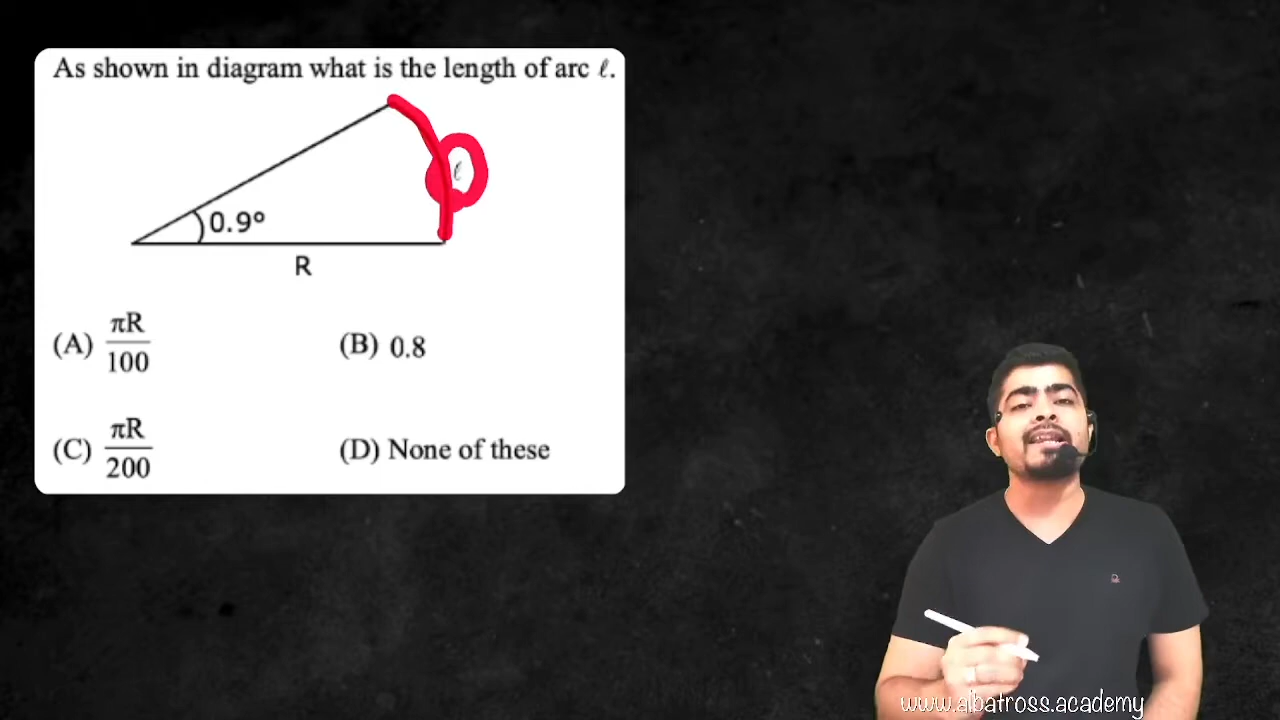 As shown in diagram what is the length of arc ℓ.
ℓ
0.9°
R
(A) πR/100
(B) 0.8
(C) πR/200
(D) None of these
www.albatross.academy